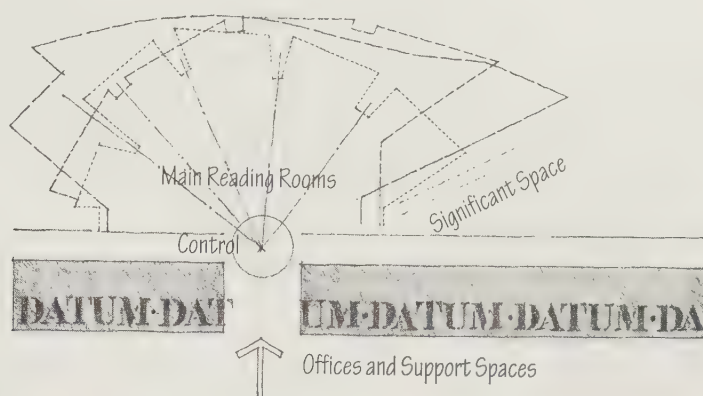 Main Reading Rooms
Significant Space
Control
DATUM·DAT UM·DATUM·DATUM·DA
Offices and Support Spaces